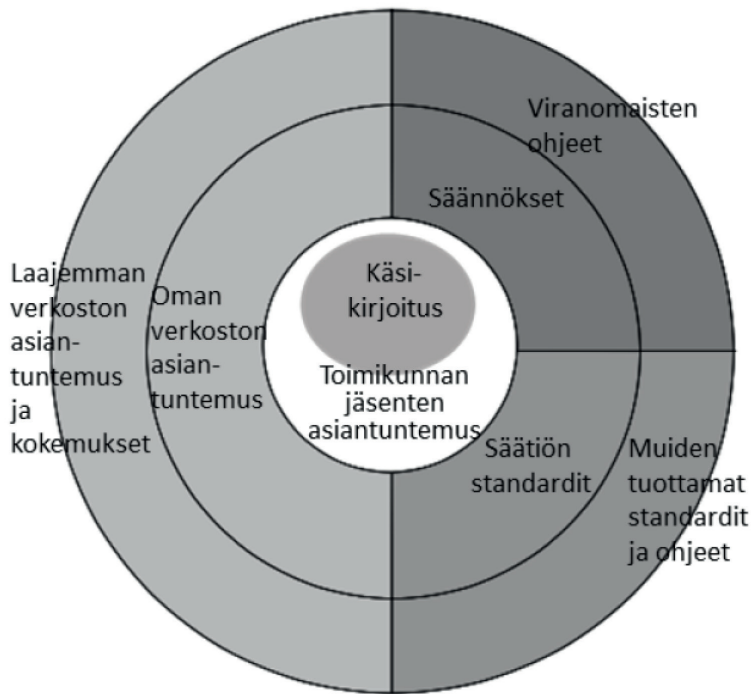 Viranomaisten
ohjeet
Säännökset
Käsi-
kirjoitus
Toimikunnan
jäsenten
asiantuntemus
Laajemman
verkoston
asian-
tuntemus
ja
kokemukset
Oman
verkoston
asian-
tuntemus
Säätiön
standardit
Muiden
tuottamat
standardit
ja ohjeet